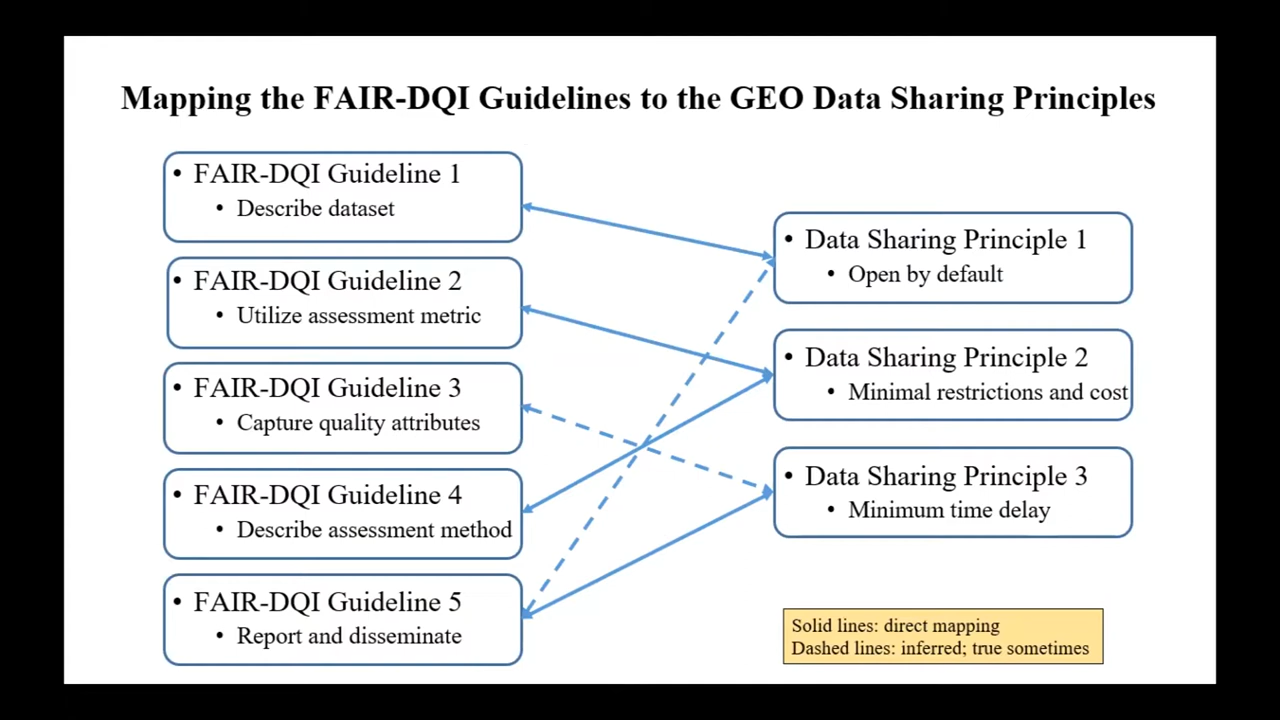 Mapping the FAIR-DQI Guidelines to the GEO Data Sharing Principles
• FAIR-DQI Guideline 1
• Describe dataset
• FAIR-DQI Guideline 2
• Utilize assessment metric
• FAIR-DQI Guideline 3
• Capture quality attributes
• FAIR-DQI Guideline 4
• Describe assessment method
• FAIR-DQI Guideline 5
• Report and disseminate
• Data Sharing Principle 1
• Open by default
• Data Sharing Principle 2
• Minimal restrictions and cost
• Data Sharing Principle 3
• Minimum time delay
Solid lines: direct mapping
Dashed lines: inferred; true sometimes